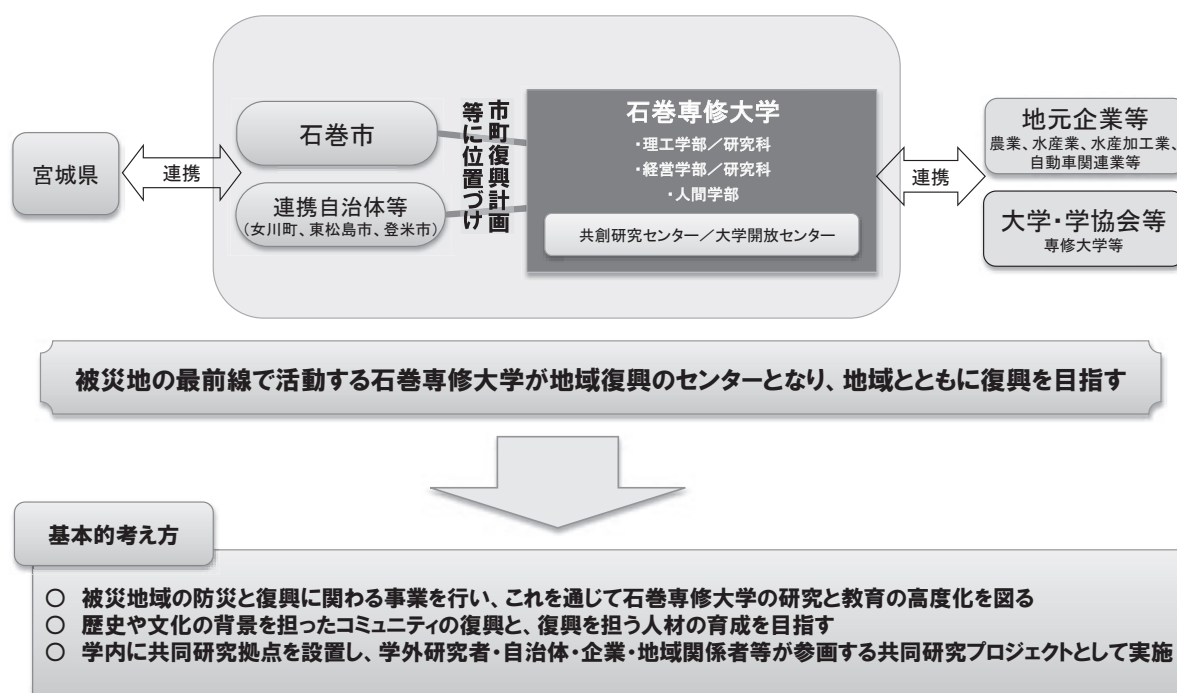 宮城県
連携
石巻市
連携自治体等
(女川町、東松島市、登米市)
市町復興計画
等に位置づけ
石巻専修大学
・理工学部／研究科
・経営学部／研究科
・人間学部
共創研究センター／大学開放センター
連携
地元企業等
農業、水産業、水産加工業、
自動車関連業等
大学・学協会等
専修大学等
被災地の最前線で活動する石巻専修大学が地域復興のセンターとなり、地域とともに復興を目指す
基本的考え方
○ 被災地域の防災と復興に関わる事業を行い、これを通じて石巻専修大学の研究と教育の高度化を図る
○ 歴史や文化の背景を担ったコミュニティの復興と、復興を担う人材の育成を目指す
○ 学内に共同研究拠点を設置し、学外研究者・自治体・企業・地域関係者等が参画する共同研究プロジェクトとして実施